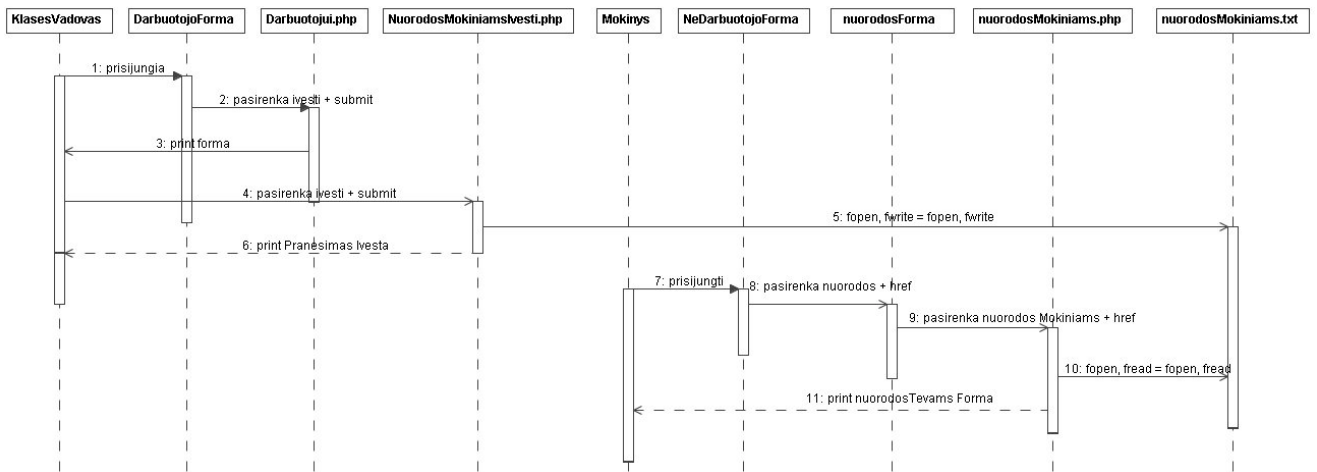 KlasesVadovas
DarbuotojoForma
Darbuotojui.php
NuorodosMokiniamsIvesti.php
Mokinys
NeDarbuotojoForma
nuorodosForma
nuorodosMokiniams.php
nuorodosMokiniams.txt
1: prisijungia
2: pasirenka ivesti + submit
3: print forma
4: pasirenka ivesti + submit
5: fopen, fwrite = fopen, fwrite
6: print Pranesimas Ivesta
7: prisijungti
8: pasirenka nuorodos + href
9: pasirenka nuorodos Mokiniams + href
10: fopen, fread = fopen, fread
11: print nuorodosTevams Forma